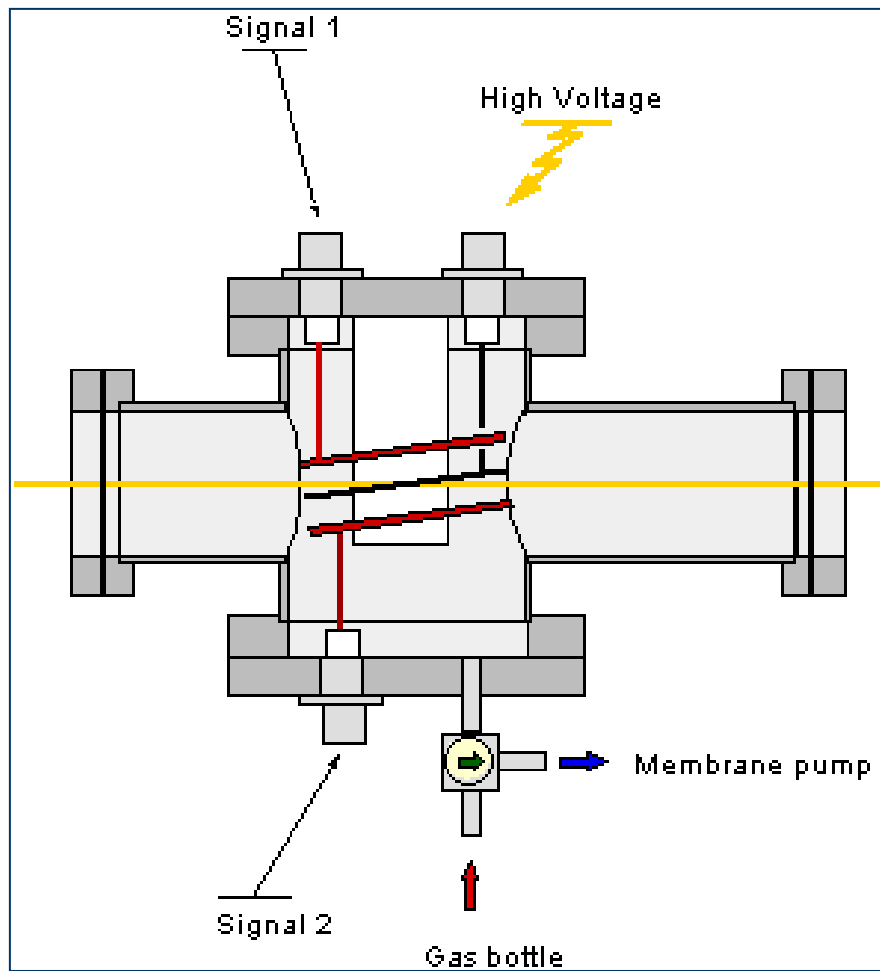 Signal 1
High Voltage
Membrane pump
Signal 2
Gas bottle